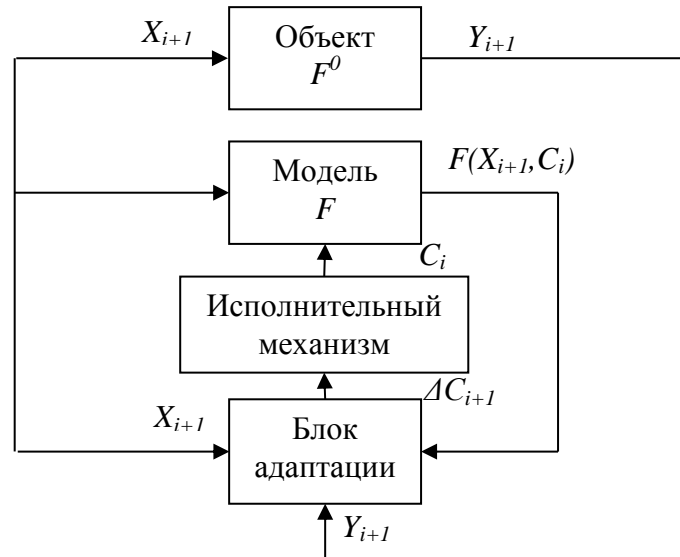 X_{i+1}
Объект
F^0
Y_{i+1}
Модель
F
F(X_{i+1},C_i)
C_i
Исполнительный
механизм
ΔC_{i+1}
X_{i+1}
Блок
адаптации
Y_{i+1}